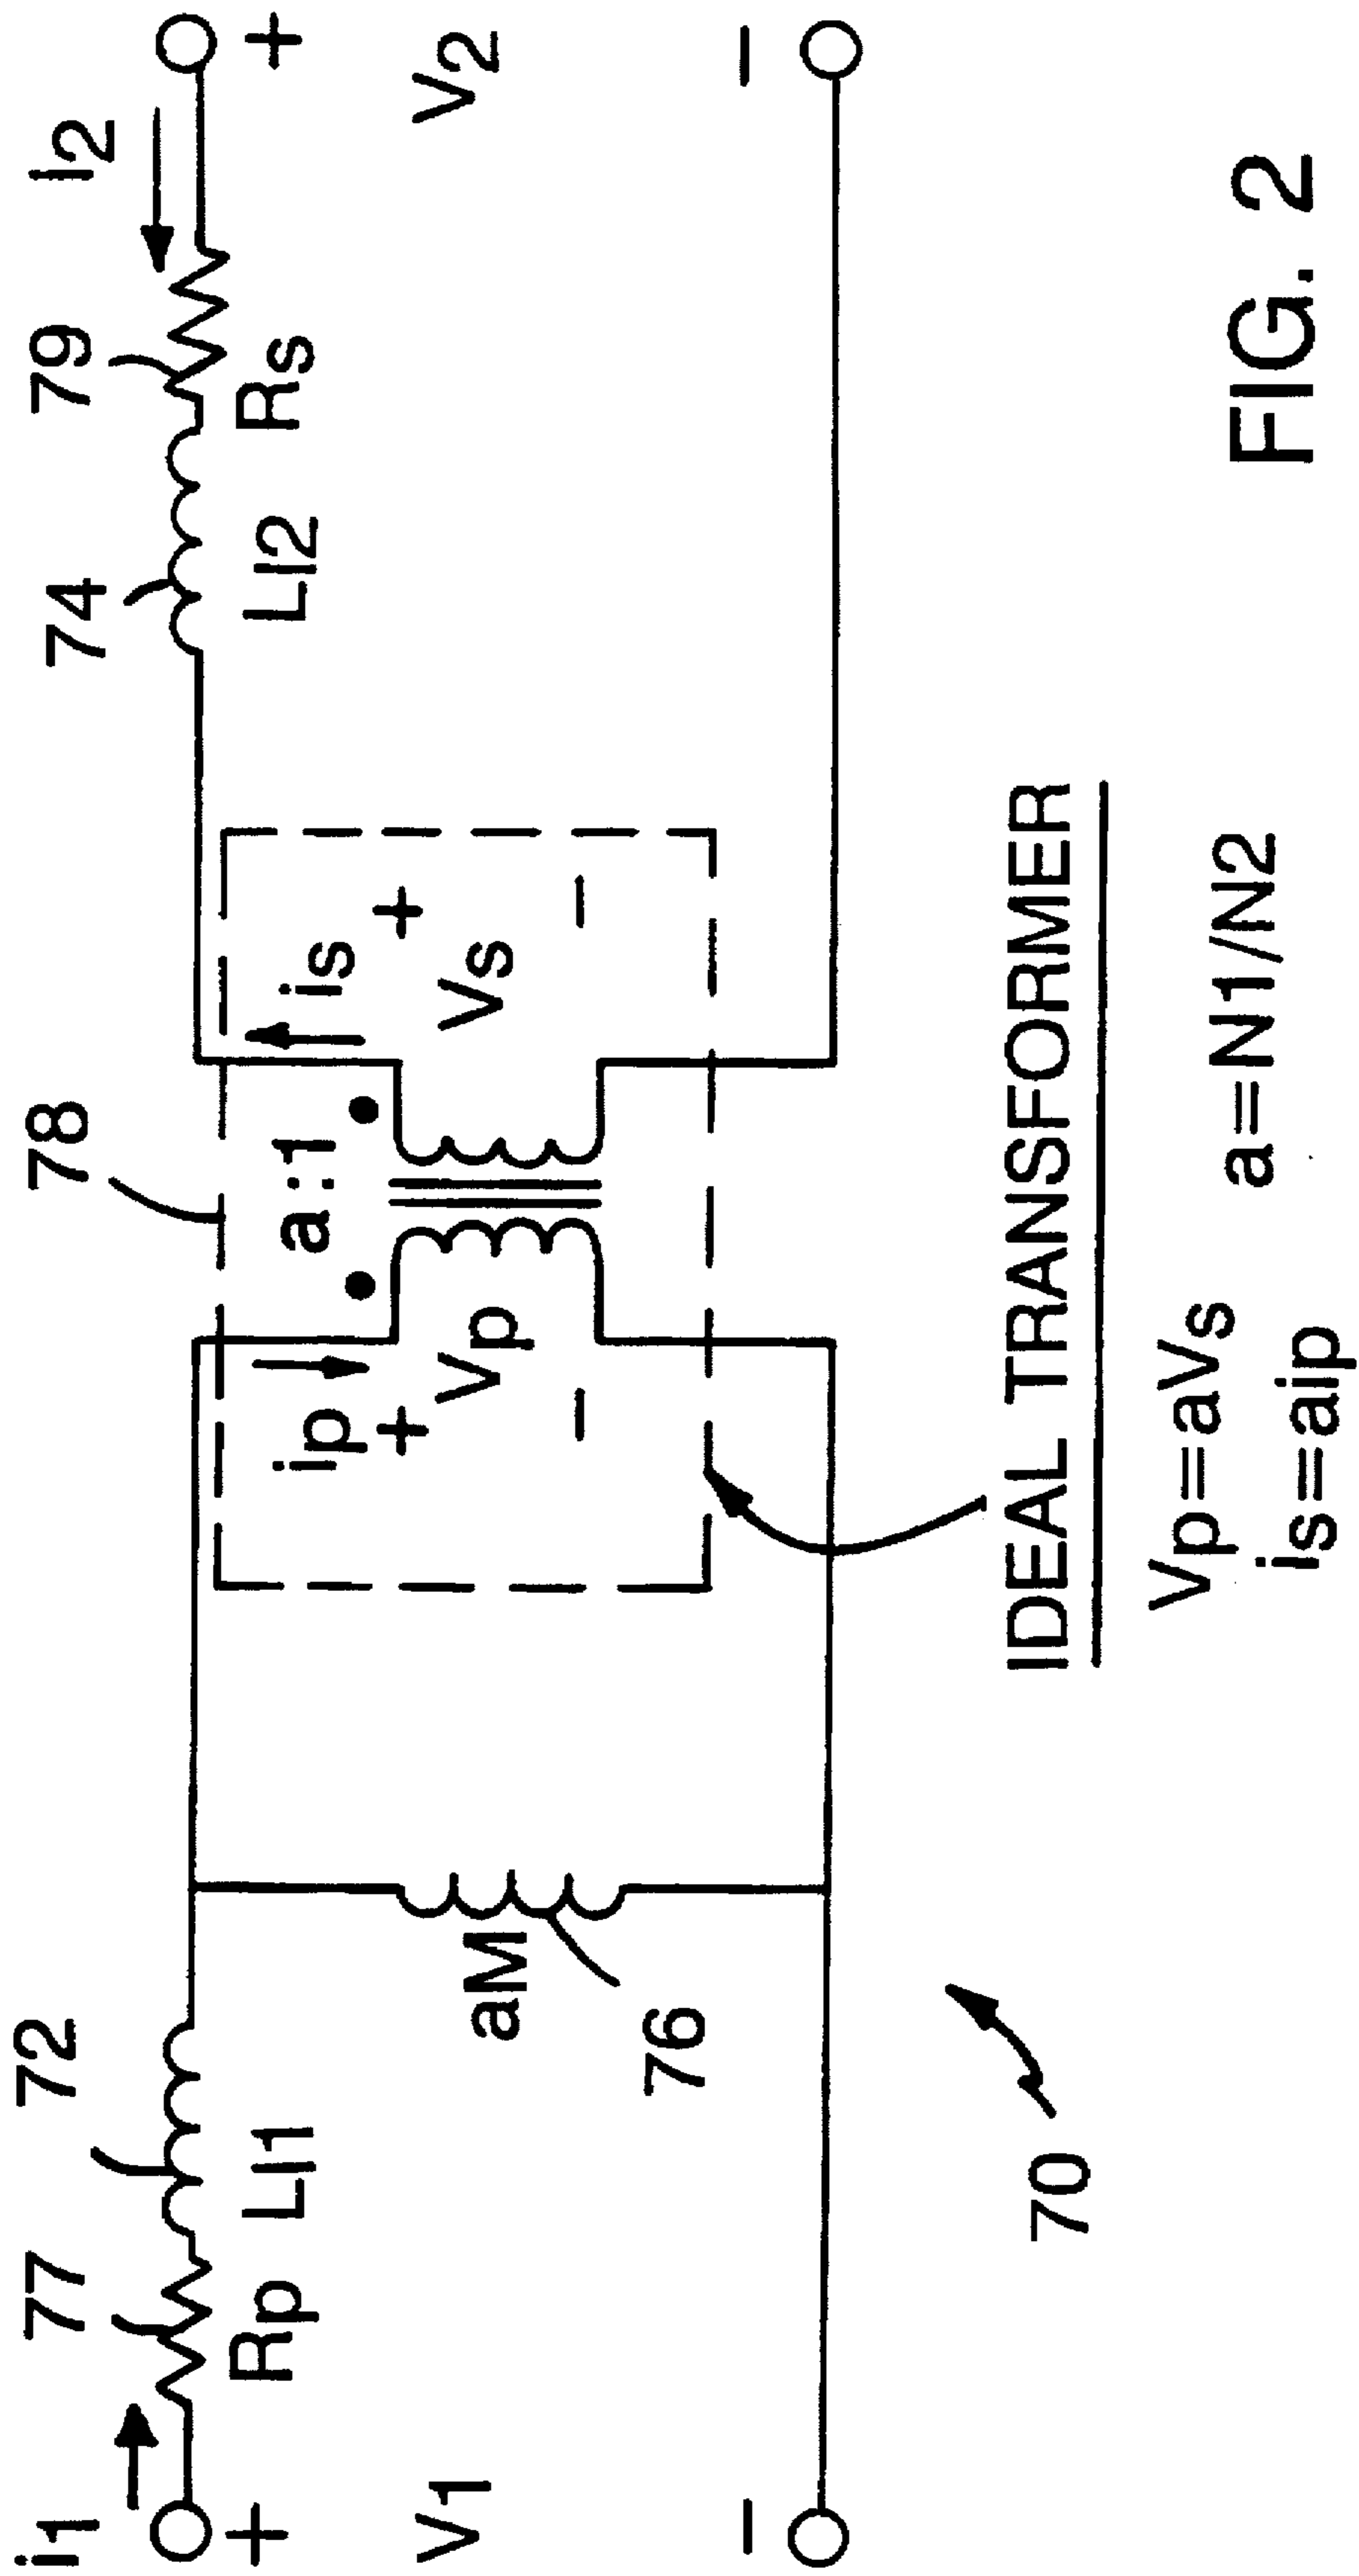 i1
77
72
78
74
79
I2
+
Rp
Ll1
ip
a:1
is
Ll2
Rs
+
V1
aM
+
Vp
−
+
Vs
−
V2
−
76
−
70
IDEAL TRANSFORMER
Vp=aVs
a=N1/N2
is=aip
FIG. 2